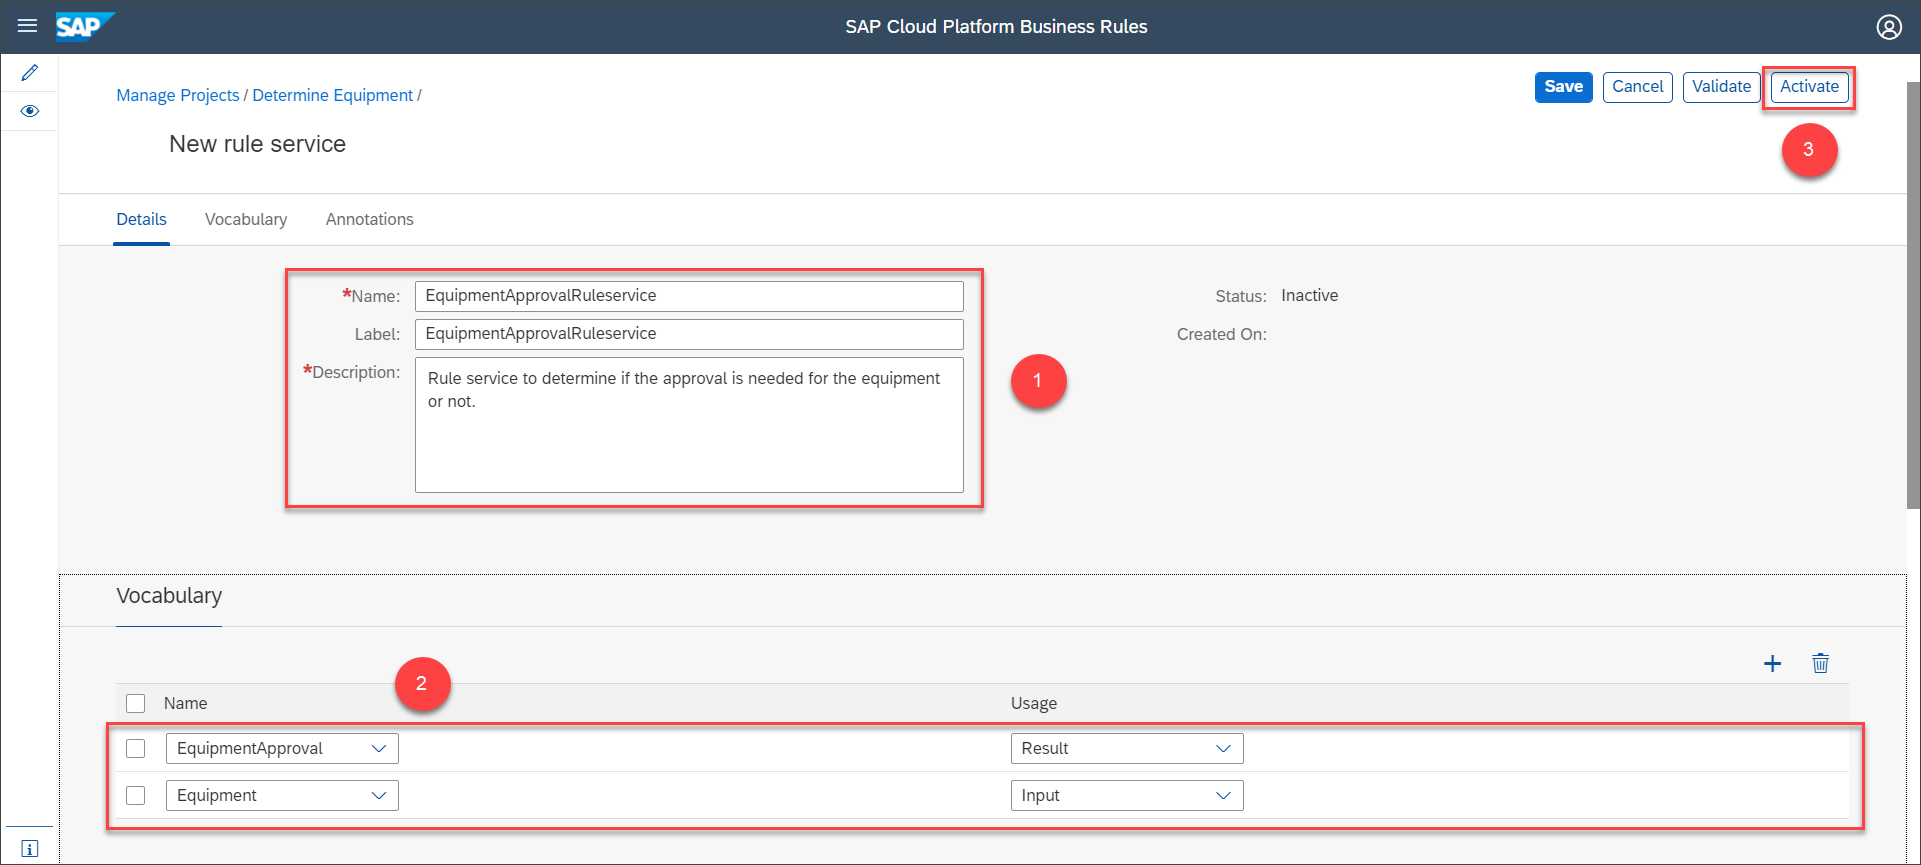 SAP
SAP Cloud Platform Business Rules
Manage Projects / Determine Equipment /
Save Cancel Validate Activate
3
New rule service
Details Vocabulary Annotations
*Name: EquipmentApprovalRuleservice
Status: Inactive
Label: EquipmentApprovalRuleservice
Created On:
*Description: Rule service to determine if the approval is needed for the equipment
or not.
1
Vocabulary
2
Name Usage
EquipmentApproval Result
Equipment Input